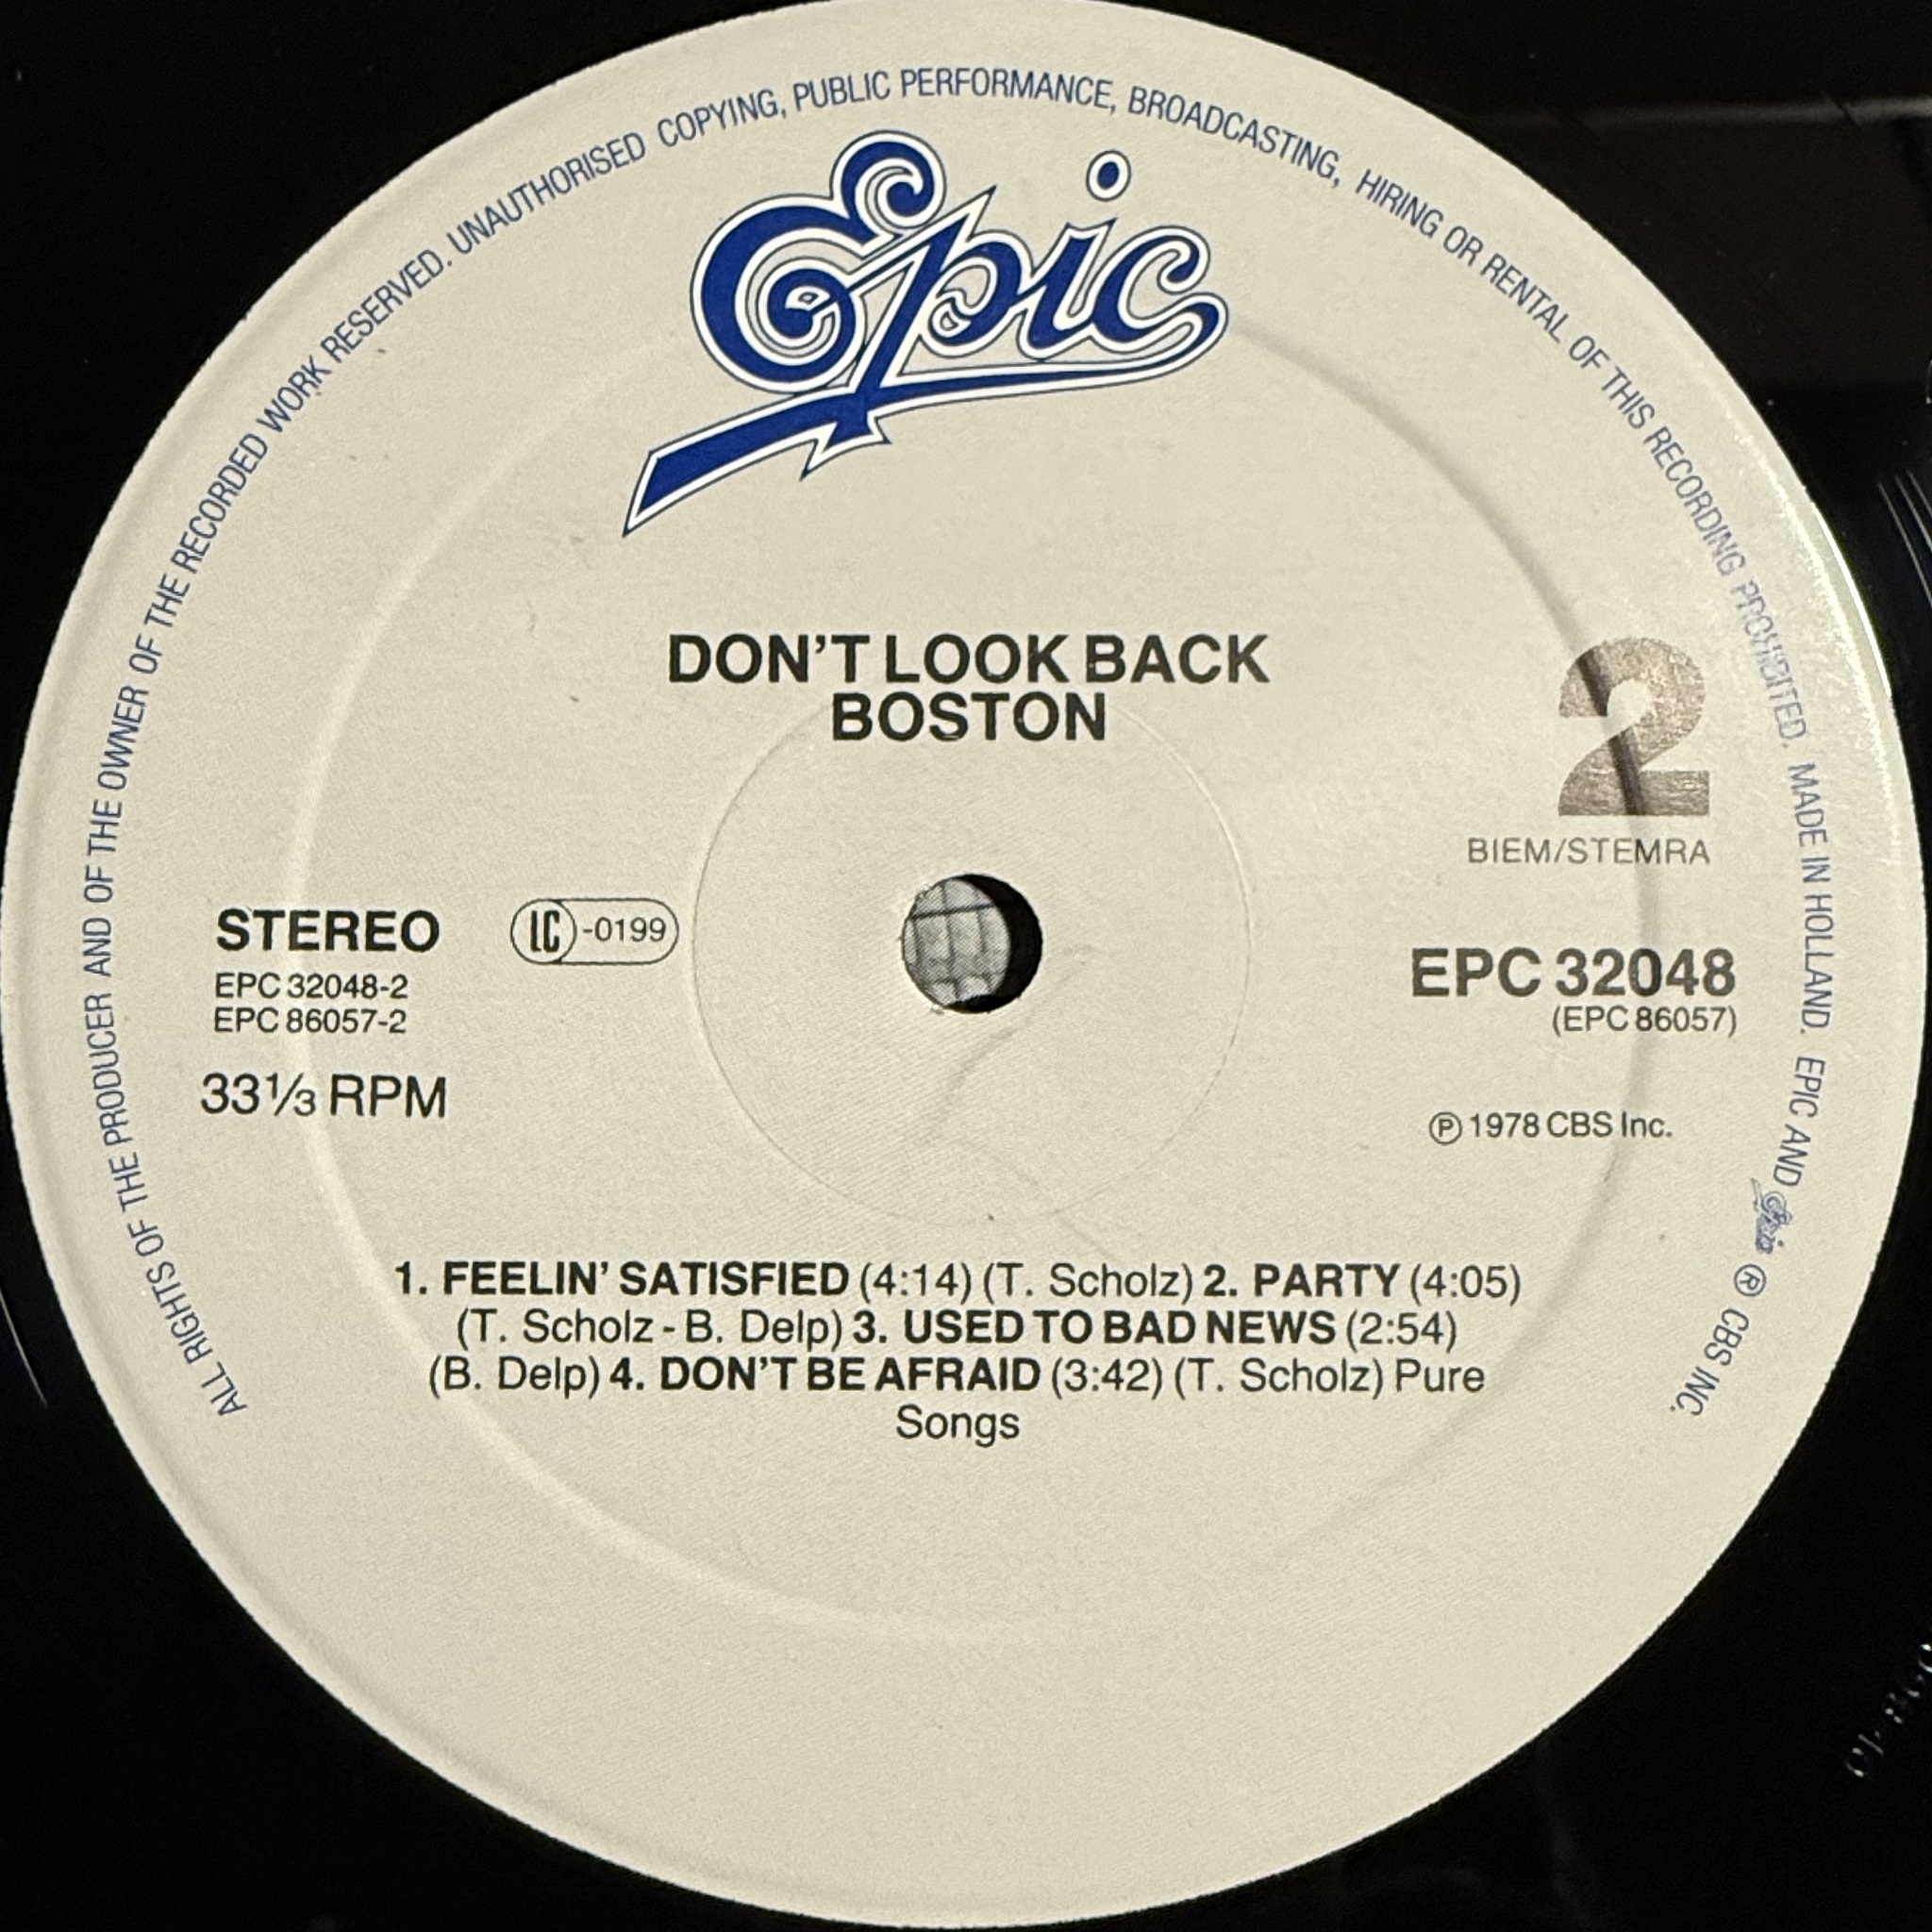 ALL RIGHTS OF THE PRODUCER AND OF THE OWNER OF THE RECORDED WORK RESERVED. UNAUTHORISED COPYING, PUBLIC PERFORMANCE, BROADCASTING, HIRING OR RENTAL OF THIS RECORDING PROHIBITED. MADE IN HOLLAND. EPIC AND Epic ® CBS INC.
Epic
DON'T LOOK BACK
BOSTON
2
BIEM/STEMRA
STEREO
LC-0199
EPC 32048-2
EPC 86057-2
33⅓ RPM
EPC 32048
(EPC 86057)
℗ 1978 CBS Inc.
1. FEELIN' SATISFIED (4:14) (T. Scholz) 2. PARTY (4:05)
(T. Scholz - B. Delp) 3. USED TO BAD NEWS (2:54)
(B. Delp) 4. DON'T BE AFRAID (3:42) (T. Scholz) Pure
Songs